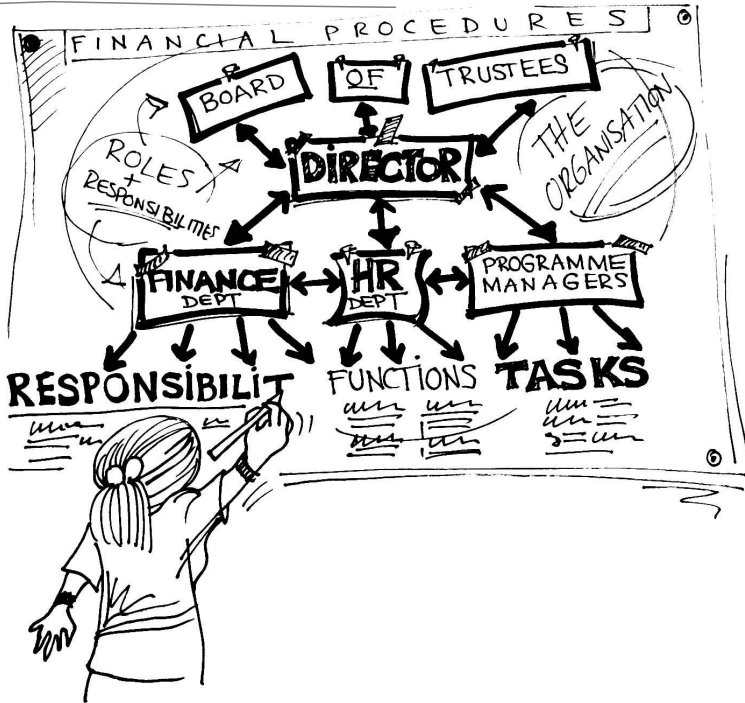 FINANCIAL PROCEDURES
BOARD OF TRUSTEES
ROLES
+
RESPONSIBILITIES
THE
ORGANISATION
DIRECTOR
FINANCE
DEPT
HR
DEPT
PROGRAMME
MANAGERS
RESPONSIBILIT
FUNCTIONS
TASKS